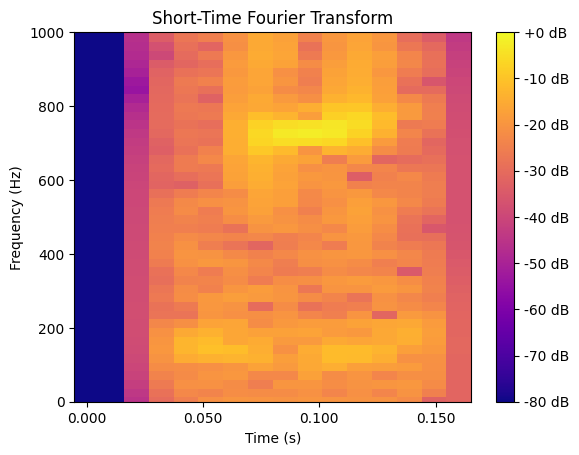 Short-Time Fourier Transform
1000
800
600
400
200
0
Frequency (Hz)
0.000
0.050
0.100
0.150
Time (s)
+0 dB
-10 dB
-20 dB
-30 dB
-40 dB
-50 dB
-60 dB
-70 dB
-80 dB